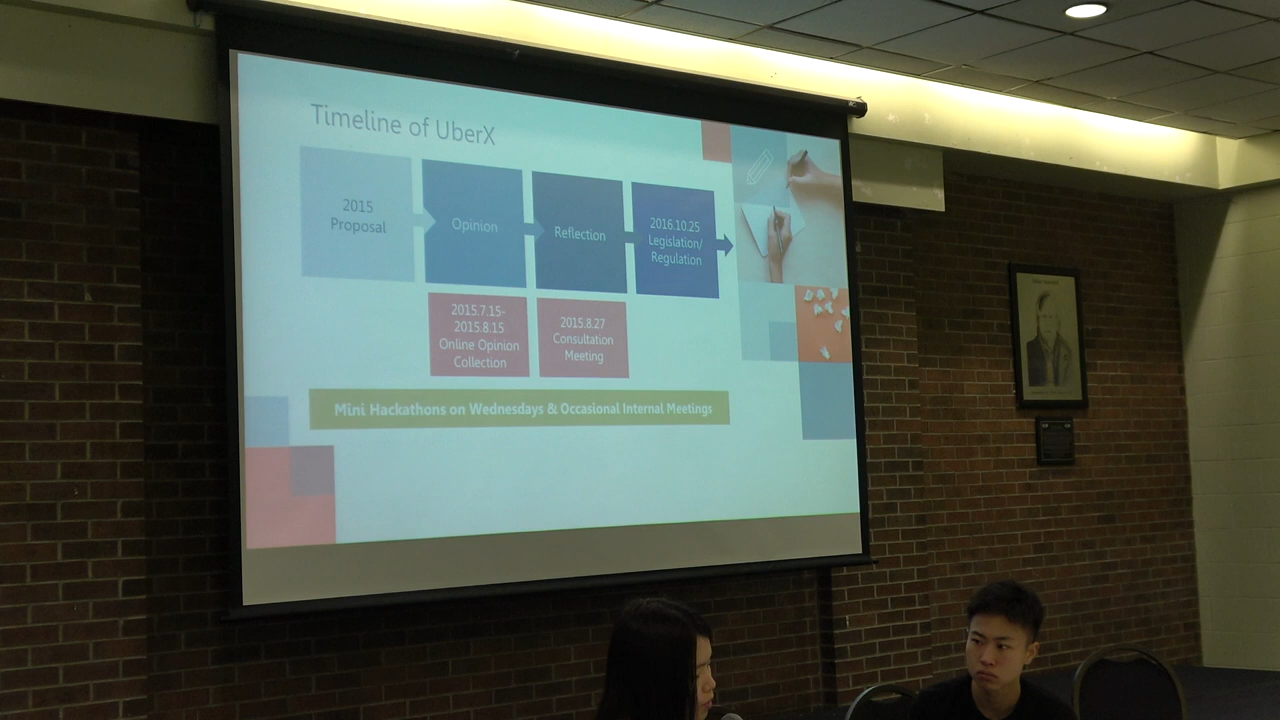 Timeline of UberX
2015
Proposal
Opinion
Reflection
2016.10.25
Legislation/
Regulation
2015.7.15-
2015.8.15
Online Opinion
Collection
2015.8.27
Consultation
Meeting
Mini Hackathons on Wednesdays & Occasional Internal Meetings